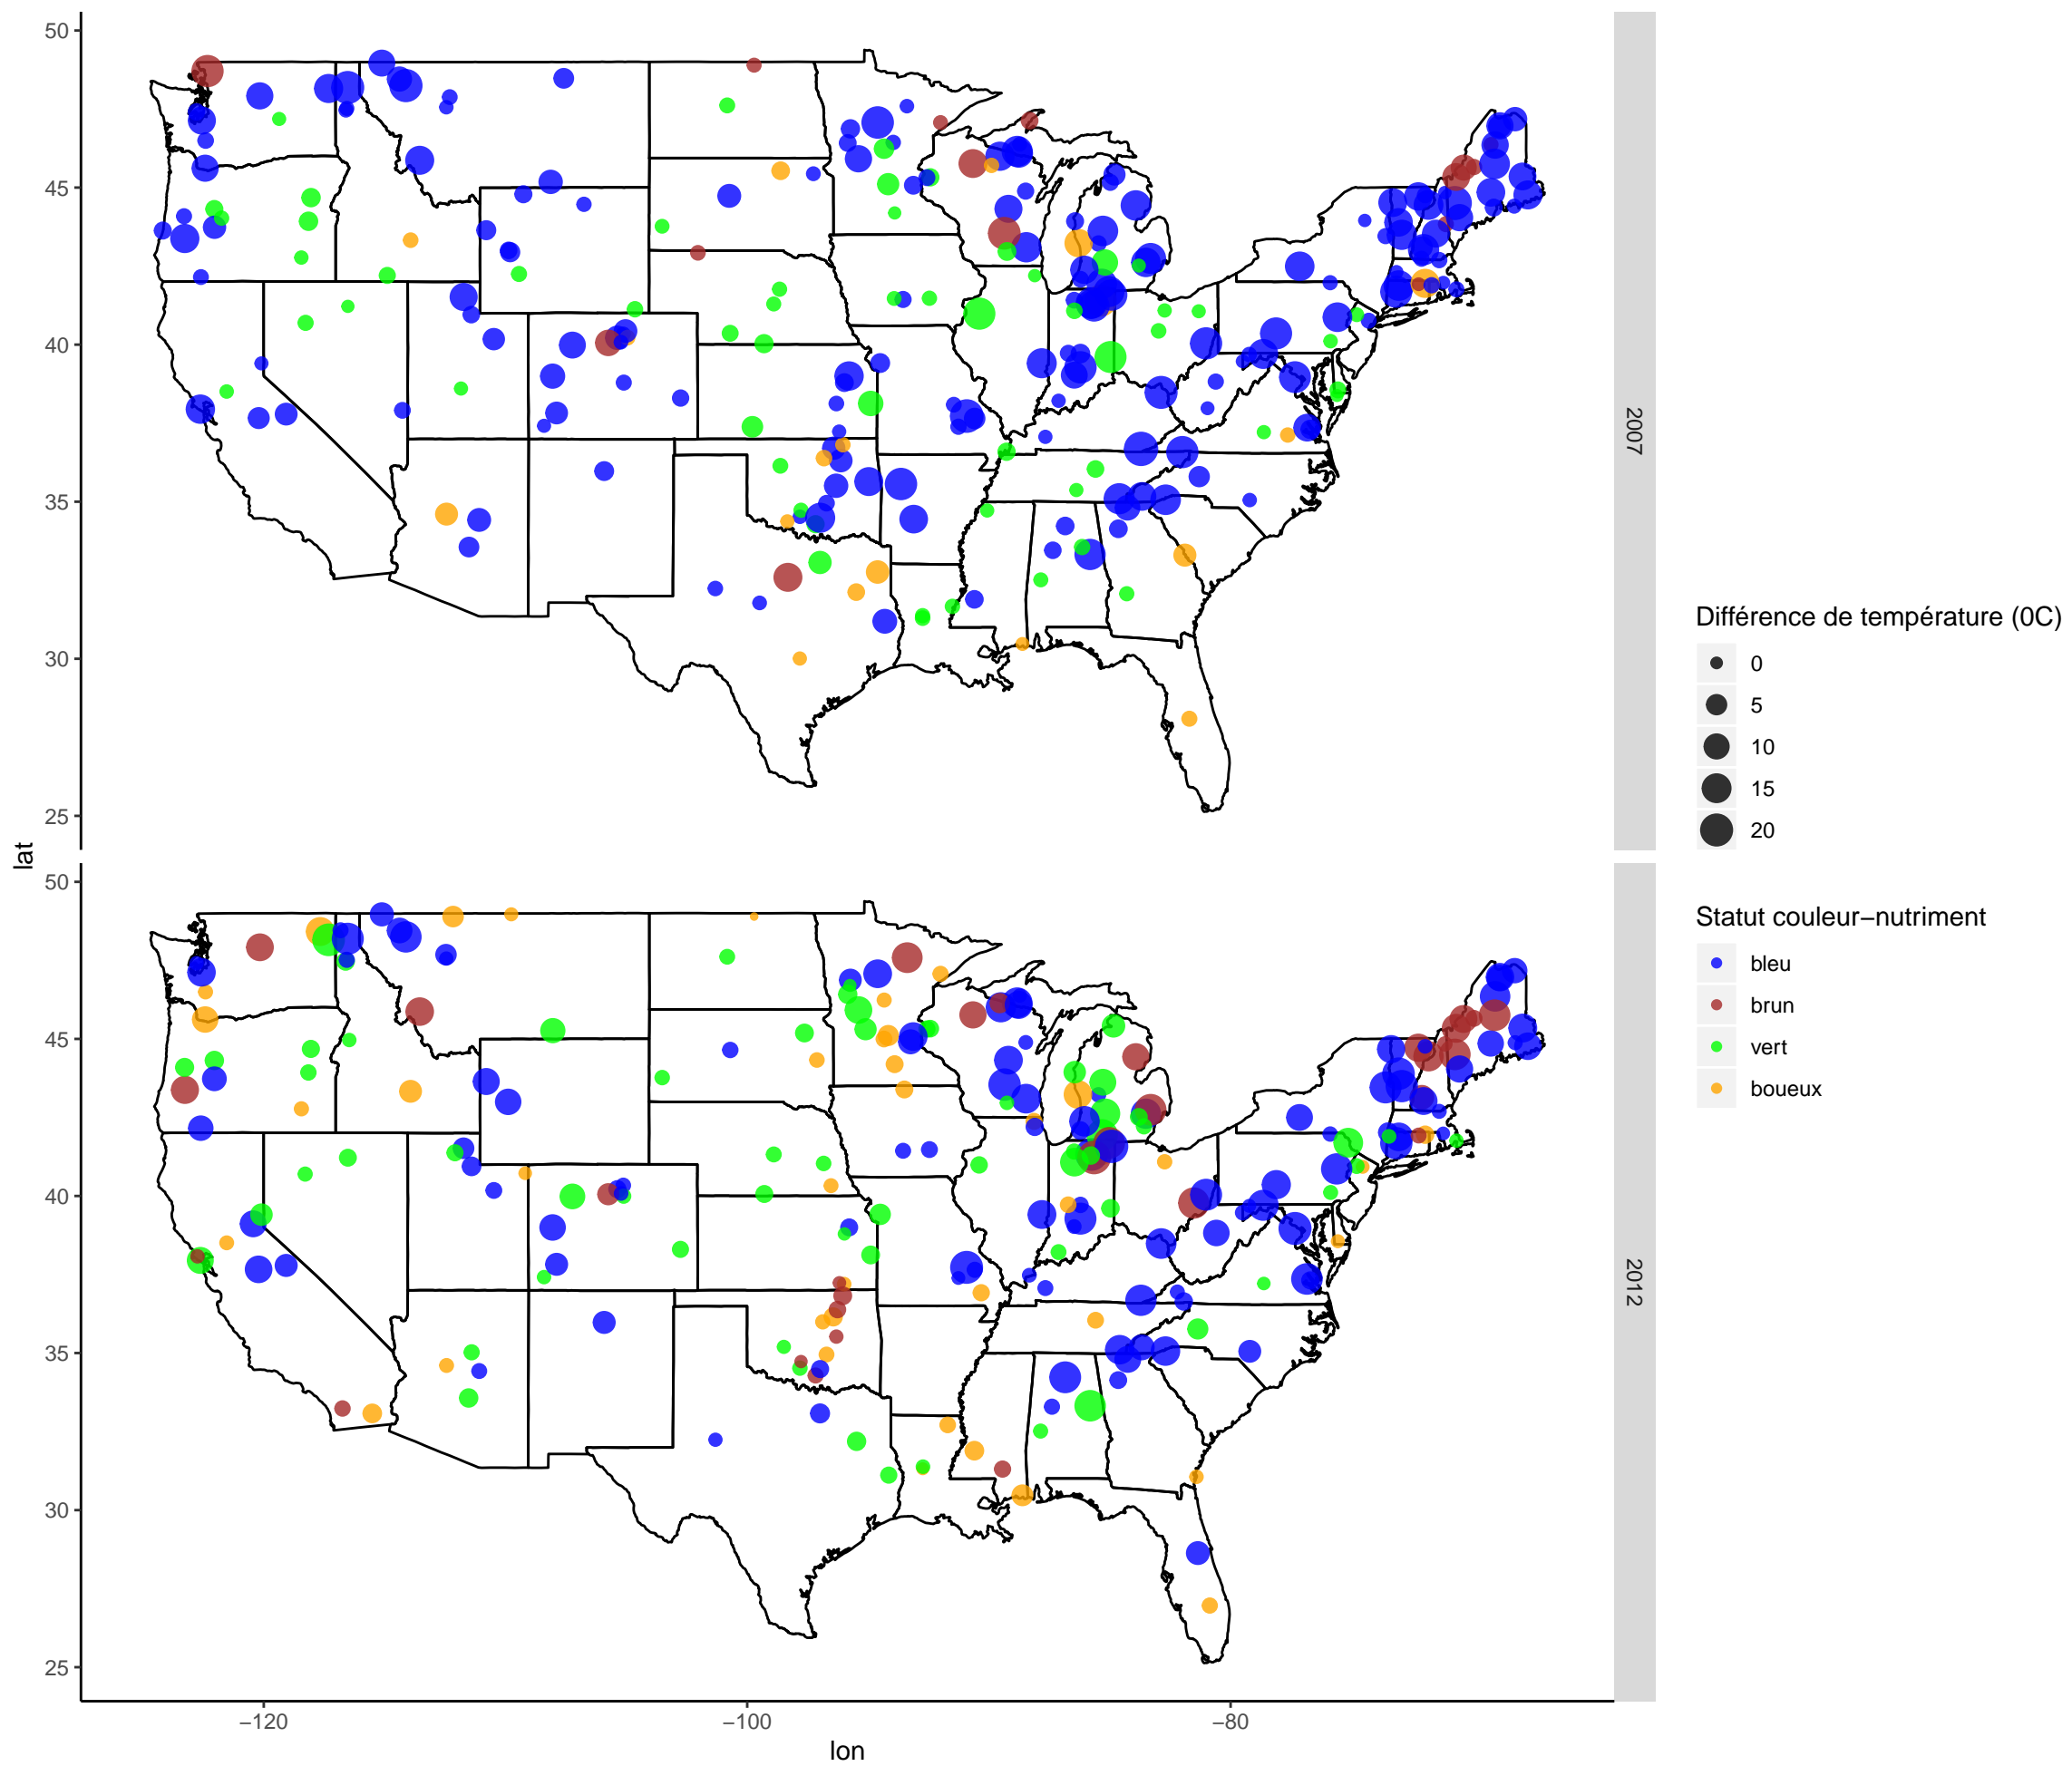 50
45
40
35
30
25
2007
50
45
40
35
30
25
2012
−120
−100
−80
lon
lat
Différence de température (0C)
0
5
10
15
20
Statut couleur−nutriment
bleu
brun
vert
boueux